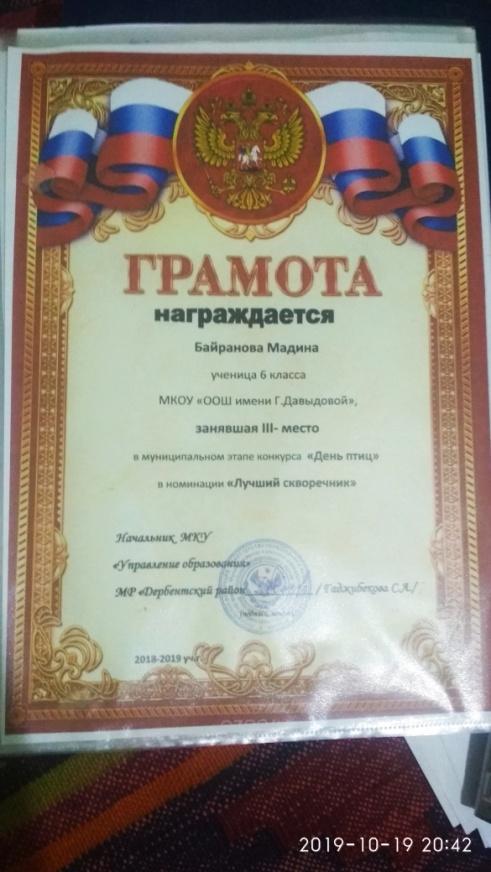 ГРАМОТА
награждается
Байранова Мадина
ученица 6 класса
МКОУ «ООШ имени Г.Давыдовой»,
занявшая III- место
в муниципальном этапе конкурса «День птиц»
в номинации «Лучший скворечник»
Начальник МКУ
«Управление образования»
МР «Дербентский район / Гаджибекова С.А./
2018-2019 уч.г
2019-10-19 20:42